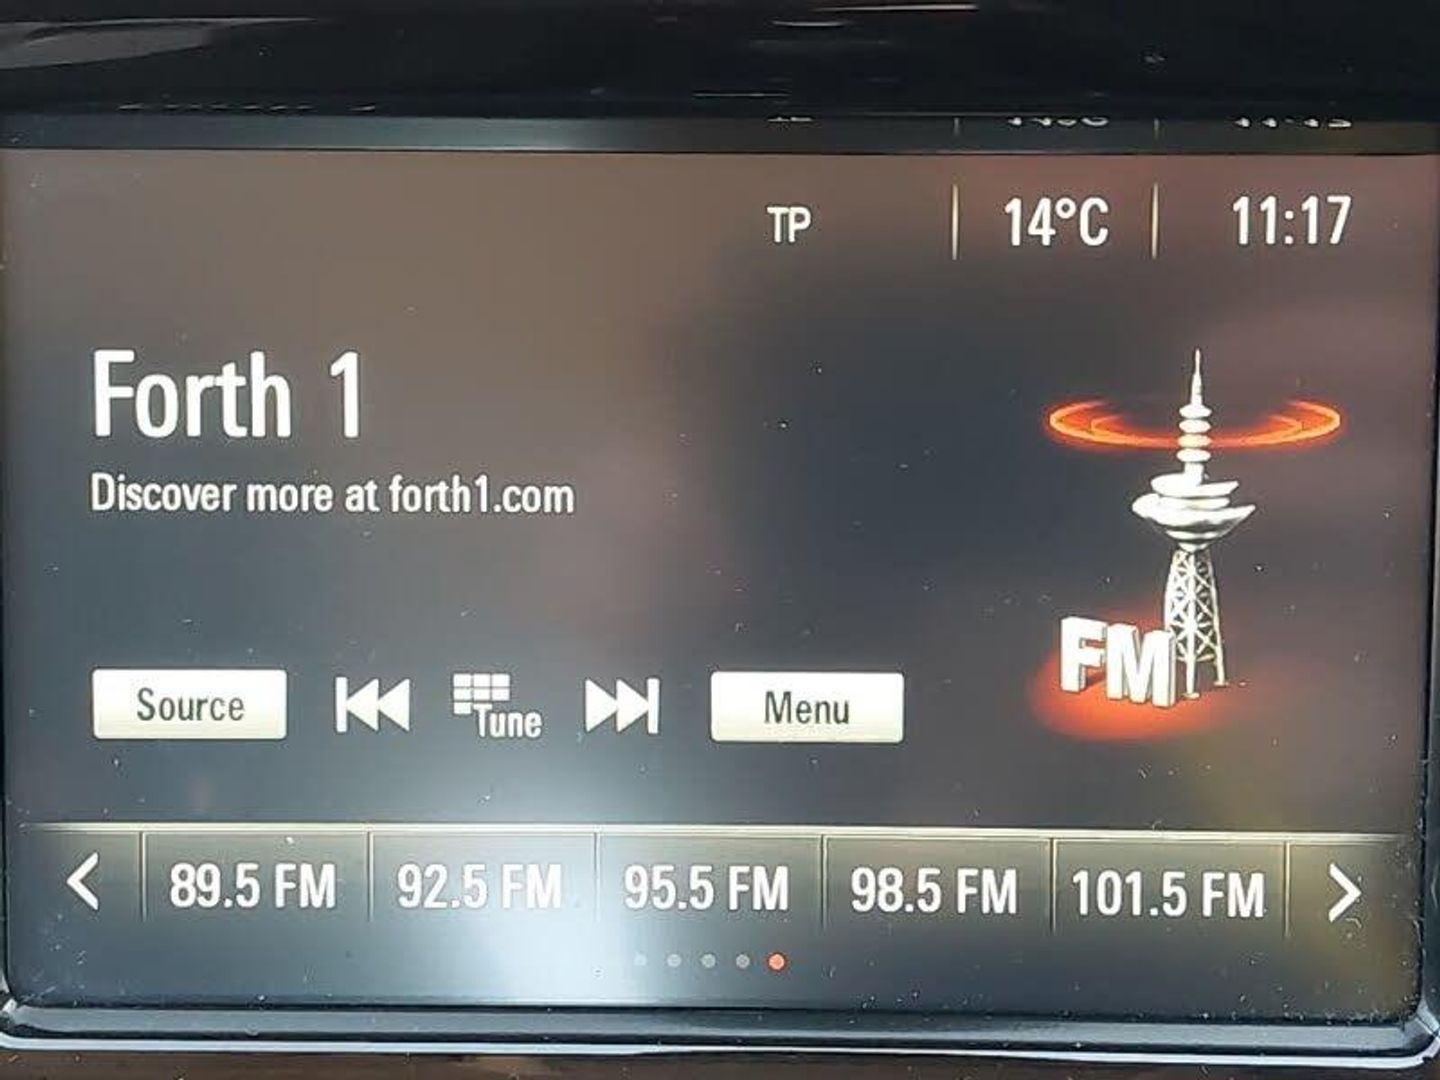 TP 14°C 11:17
Forth 1
Discover more at forth1.com
FM
Source Tune Menu
89.5 FM 92.5 FM 95.5 FM 98.5 FM 101.5 FM